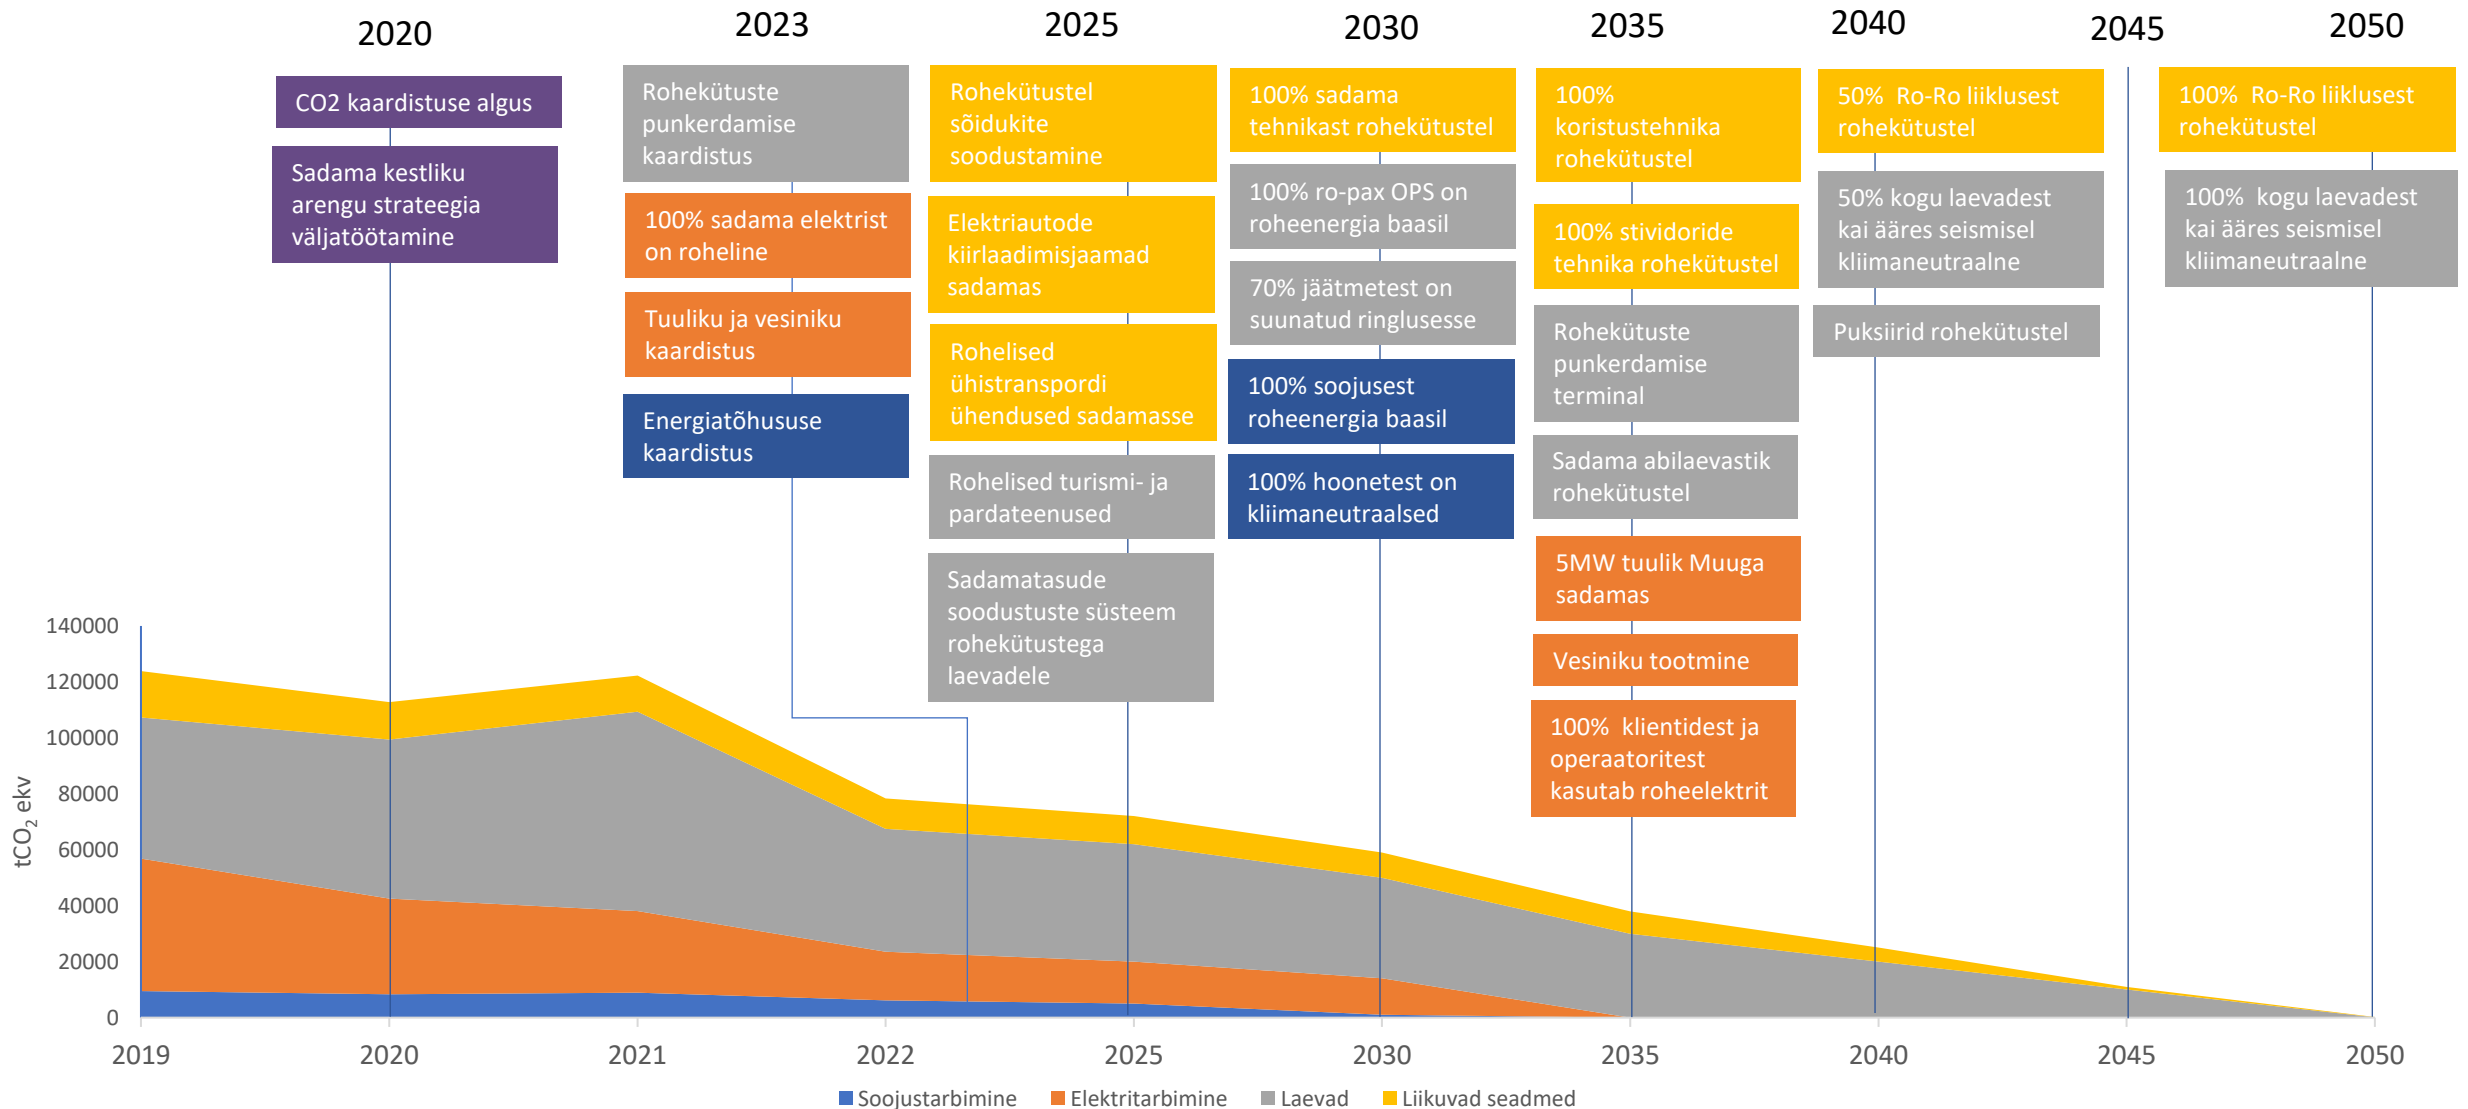 2020
2023
2025
2030
2035
2040
2045
2050
CO2 kaardistuse algus
Sadama kestliku
arengu strateegia
väljatöötamine
Rohekütuste
punkerdamise
kaardistus
100% sadama elektrist
on roheline
Tuuliku ja vesiniku
kaardistus
Energiatõhususe
kaardistus
Rohekütustel
sõidukite
soodustamine
Elektriautode
kiirlaadimisjaamad
sadamas
Rohelised
ühistranspordi
ühendused sadamasse
Rohelised turismi- ja
pardateenused
Sadamatasude
soodustuste süsteem
rohekütustega
laevadele
100% sadama
tehnikast rohekütustel
100% ro-pax OPS on
roheenergia baasil
70% jäätmetest on
suunatud ringlusesse
100% soojusest
roheenergia baasil
100% hoonetest on
kliimaneutraalsed
100%
koristustehnika
rohekütustel
100% stividoride
tehnika rohekütustel
Rohekütuste
punkerdamise
terminal
Sadama abilaevastik
rohekütustel
5MW tuulik Muuga
sadamas
Vesiniku tootmine
100% klientidest ja
operaatoritest
kasutab roheelektrit
50% Ro-Ro liiklusest
rohekütustel
50% kogu laevadest
kai ääres seismisel
kliimaneutraalne
Puksiirid rohekütustel
100% Ro-Ro liiklusest
rohekütustel
100% kogu laevadest
kai ääres seismisel
kliimaneutraalne
tCO₂ ekv
140000
120000
100000
80000
60000
40000
20000
0
2019
2020
2021
2022
2025
2030
2035
2040
2045
2050
Soojustarbimine
Elektritarbimine
Laevad
Liikuvad seadmed